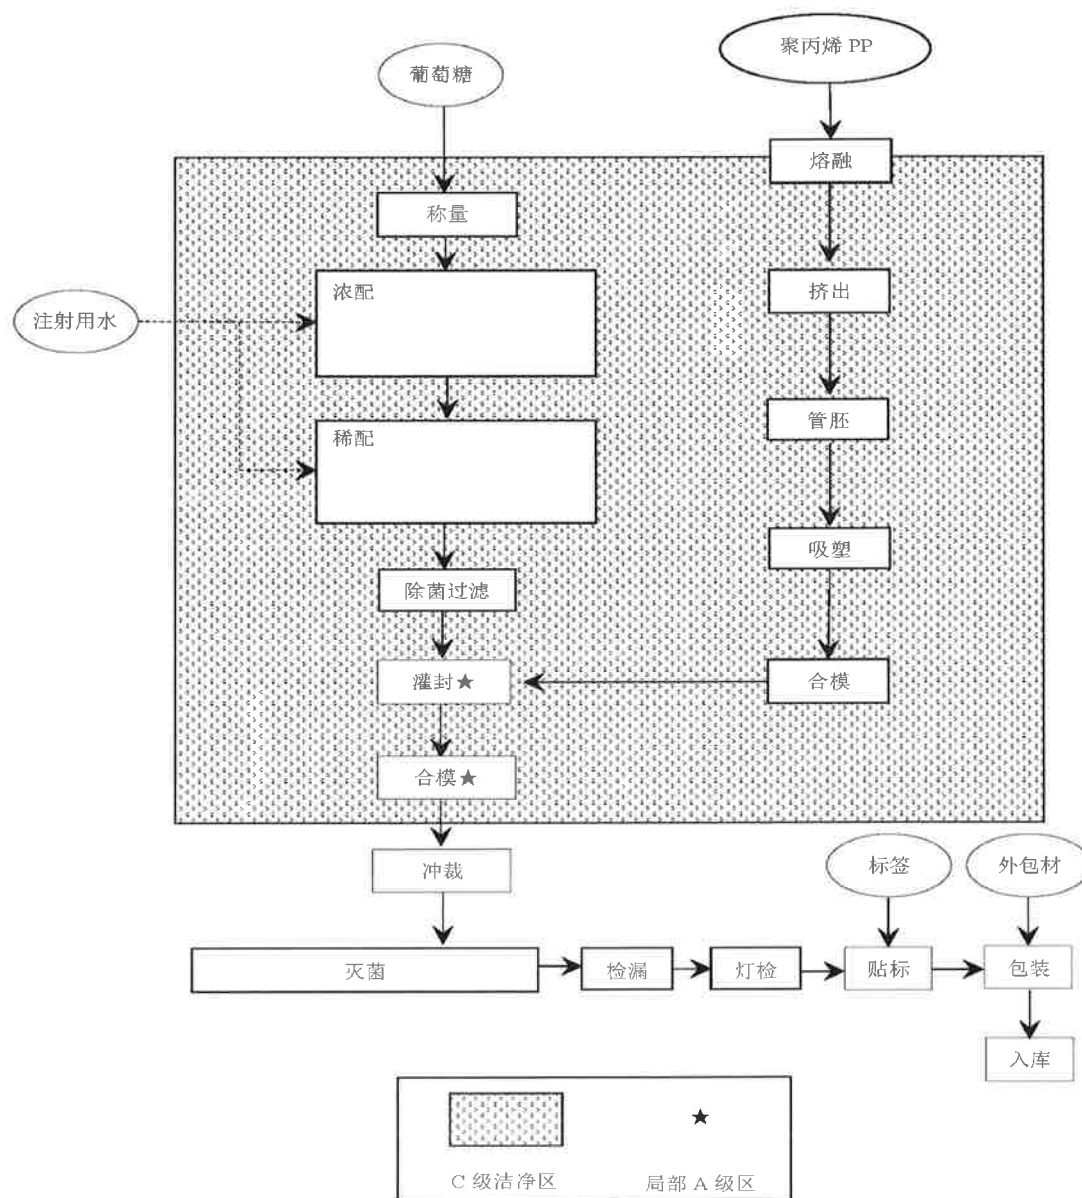 聚丙烯 PP
葡萄糖
熔融
称量
浓配
挤出
注射用水
管胚
稀配
吸塑
除菌过滤
灌封★
合模
合模★
冲裁
标签
外包材
灭菌
检漏
灯检
贴标
包装
入库
★
C 级洁净区
局部 A 级区